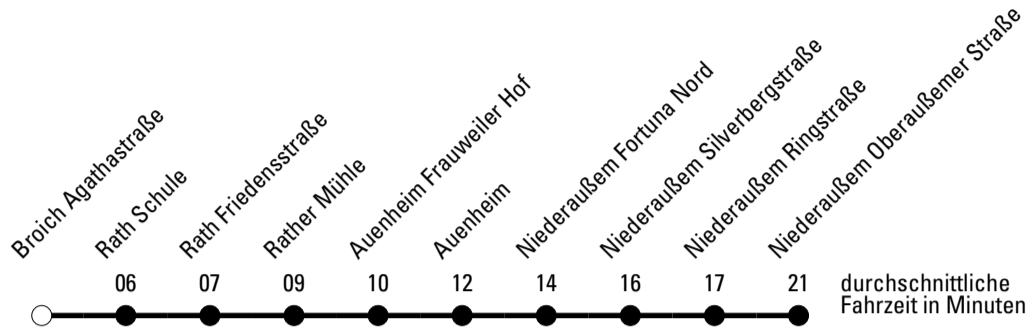 Broich Agathastraße
Rath Schule
Rath Friedensstraße
Rather Mühle
Auenheim Frauweiler Hof
Auenheim
Niederaußem Fortuna Nord
Niederaußem Silverbergstraße
Niederaußem Ringstraße
Niederaußem Oberaußemer Straße
06 07 09 10 12 14 16 17 21 durchschnittliche
Fahrzeit in Minuten